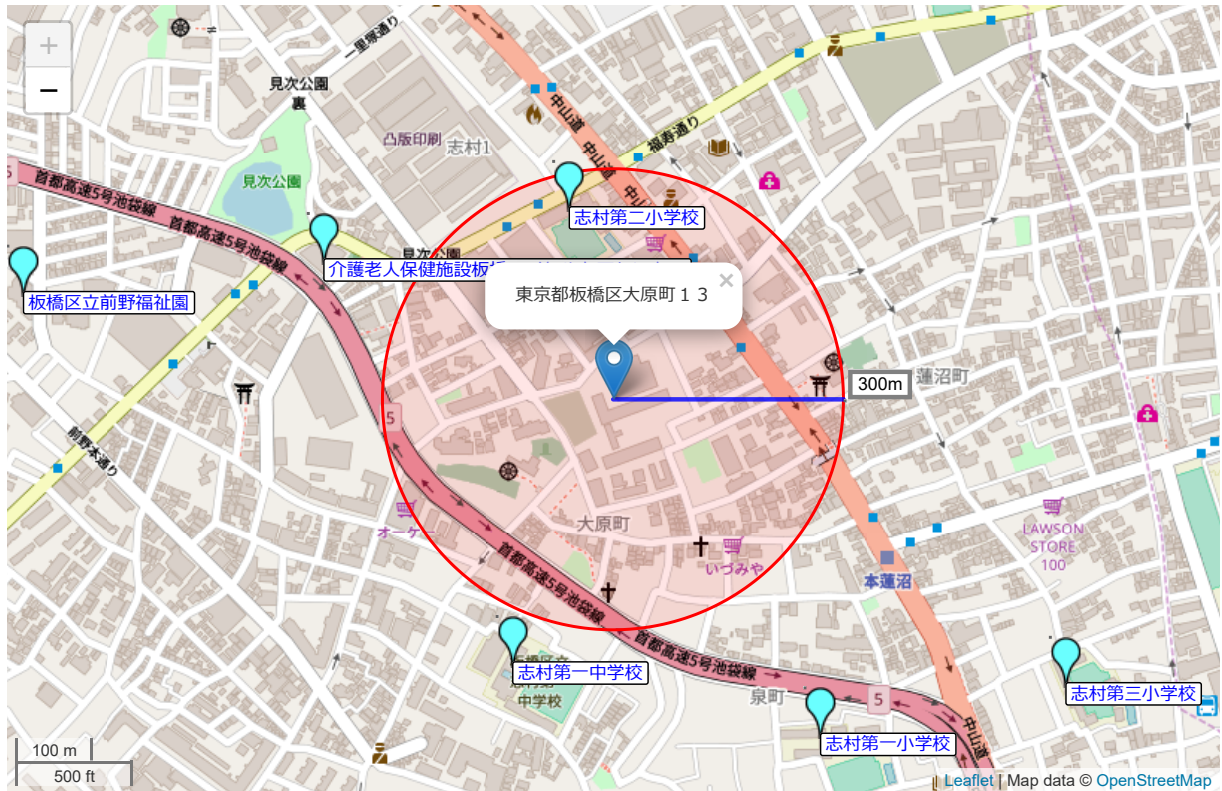 +
−
一里塚通り
見次公園
裏
凸版印刷
志村1
中山道
中山道
福寿通り
見次公園
5
首都高速5号池袋線
首都高速5号池袋線
志村第二小学校
見次公園
介護老人保健施設板橋
板橋区立前野福祉園
東京都板橋区大原町１３
×
300m
蓮沼町
5
前野本通り
オーケー
大原町
首都高速5号池袋線
いづみや
LAWSON
STORE
100
本蓮沼
首都高速5号池袋線
志村第一中学校
中学校
泉町
5
志村第三小学校
志村第一小学校
中山道
100 m
500 ft
Leaflet | Map data © OpenStreetMap